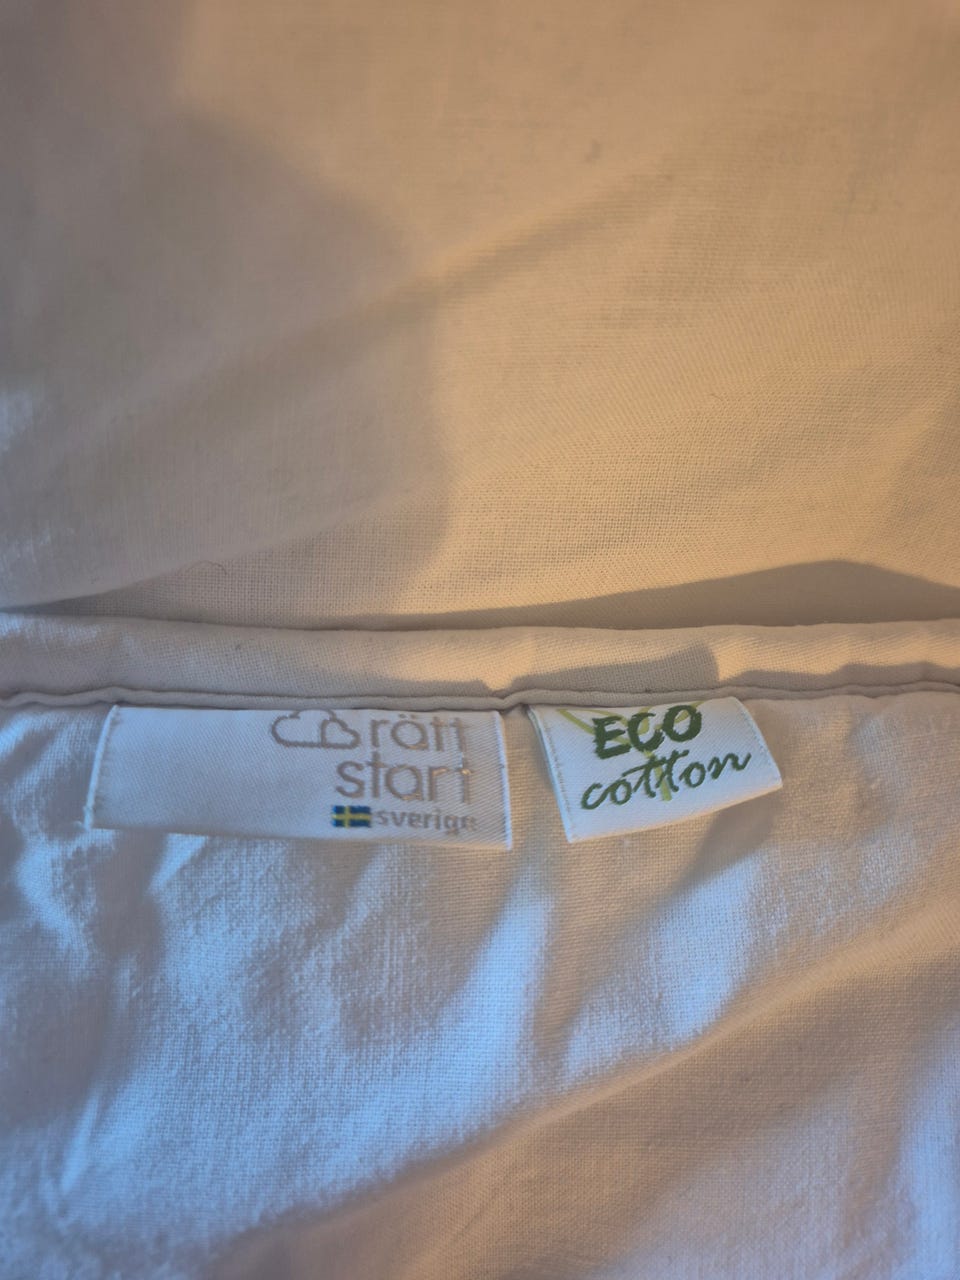 rätt
start
sverige
ECO
cotton